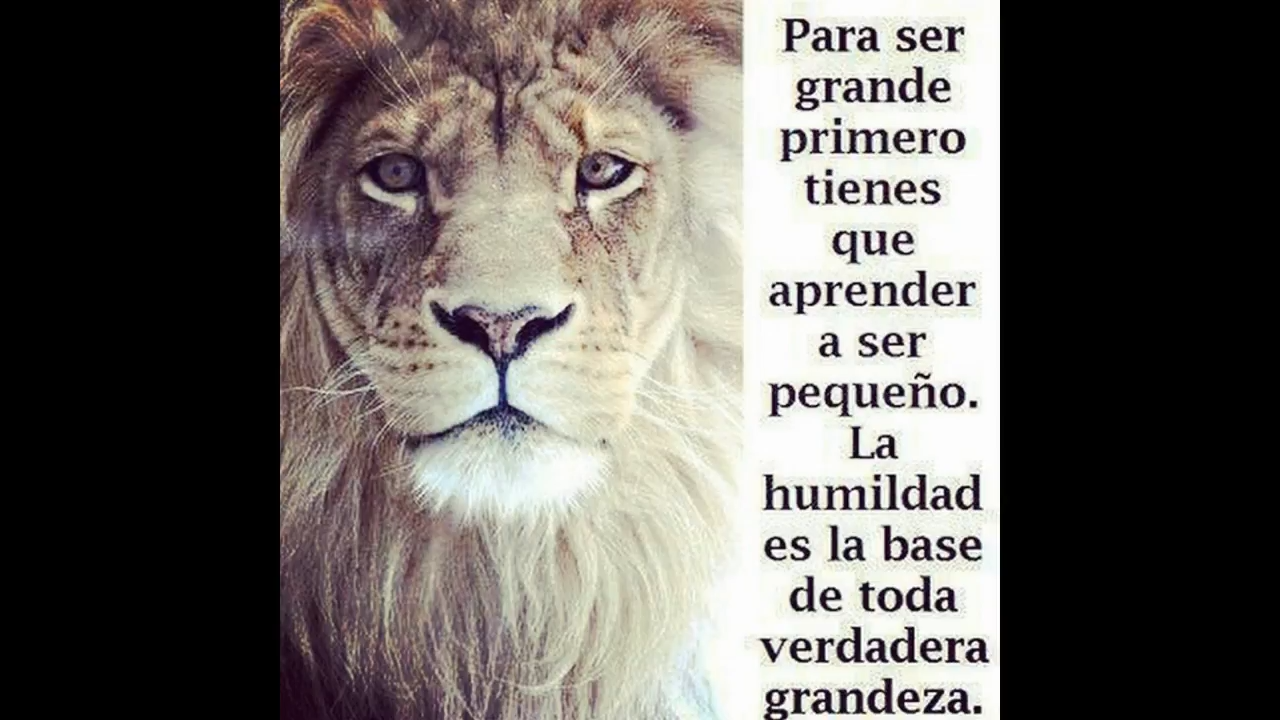 Para ser
grande
primero
tienes
que
aprender
a ser
pequeño.
La
humildad
es la base
de toda
verdadera
grandeza.